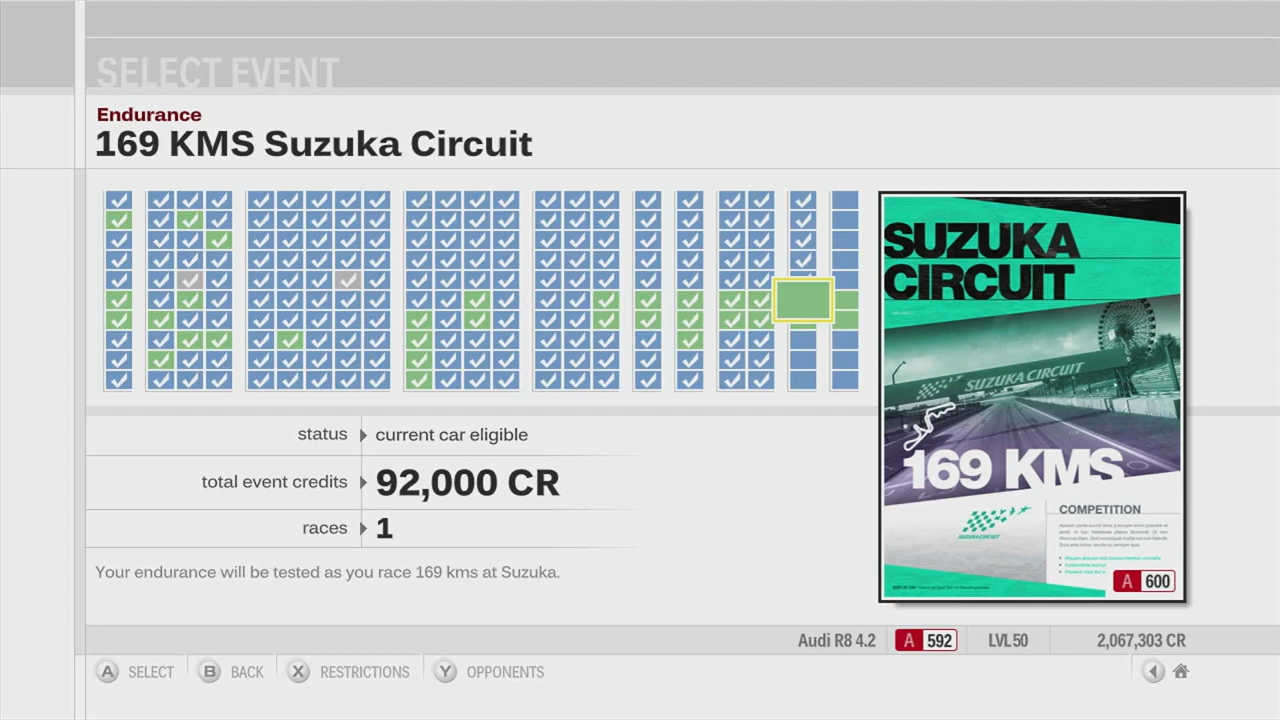 SELECT EVENT
Endurance
169 KMS Suzuka Circuit
SUZUKA
CIRCUIT
SUZUKA CIRCUIT
169 KMS
COMPETITION
SUZUKA CIRCUIT
A 600
status current car eligible
total event credits 92,000 CR
races 1
Your endurance will be tested as you race 169 kms at Suzuka.
Audi R8 4.2 A 592 LVL 50 2,067,303 CR
A SELECT B BACK X RESTRICTIONS Y OPPONENTS